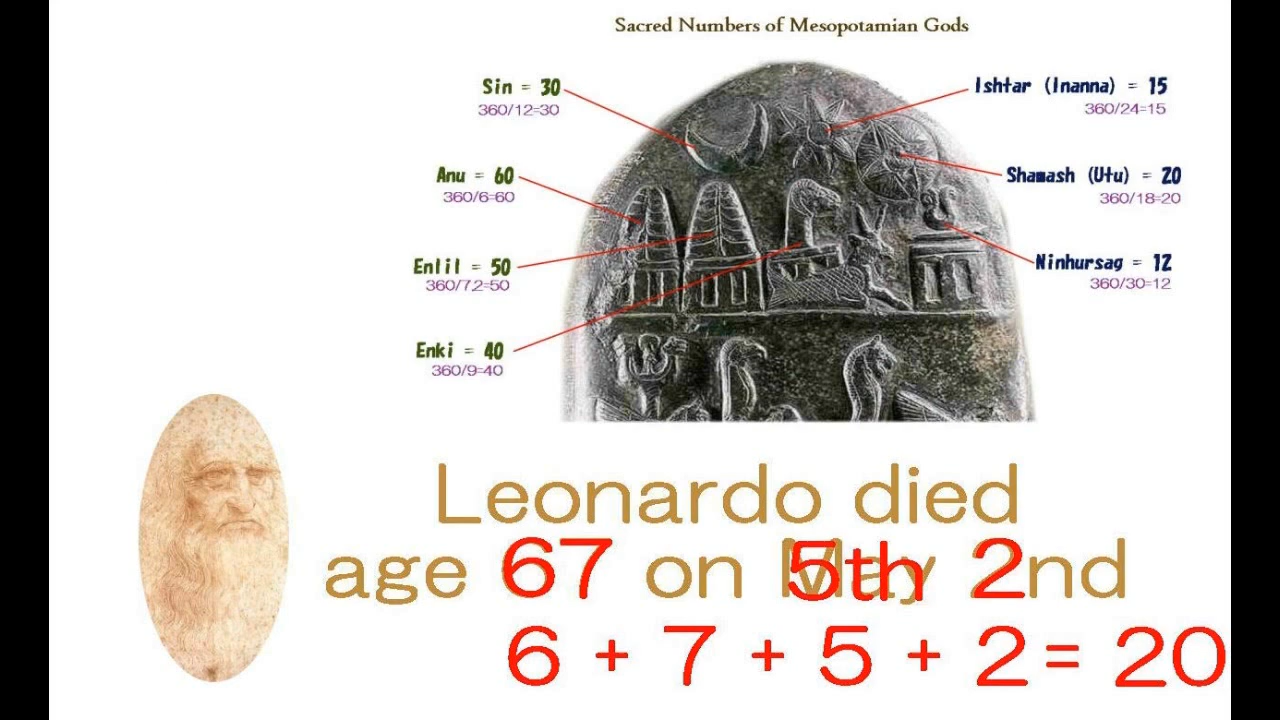 Sacred Numbers of Mesopotamian Gods
Sin = 30
360/12=30
Anu = 60
360/6=60
Enlil = 50
360/7,2=50
Enki = 40
360/9=40
Ishtar (Inanna) = 15
360/24=15
Shamash (Utu) = 20
360/18=20
Ninhursag = 12
360/30=12
Leonardo died
age 67 on May 5th 2nd
6 + 7 + 5 + 2 = 20